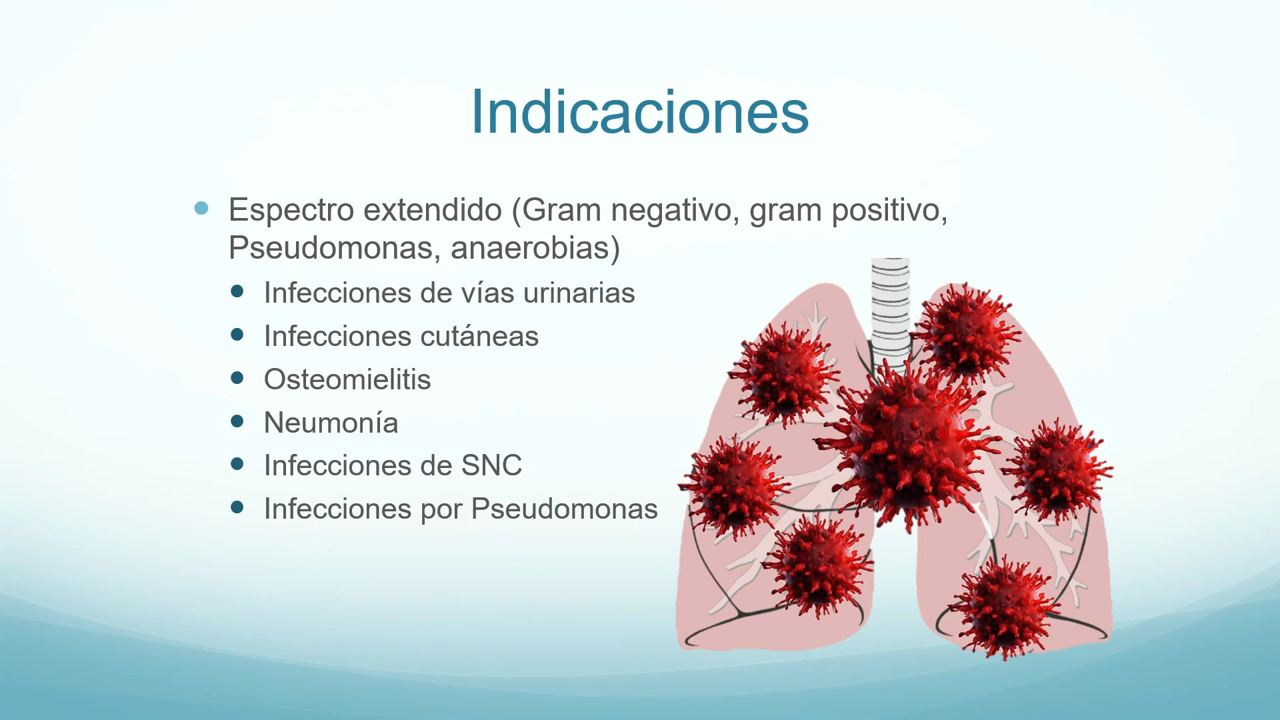 Indicaciones
Espectro extendido (Gram negativo, gram positivo,
Pseudomonas, anaerobias)
Infecciones de vías urinarias
Infecciones cutáneas
Osteomielitis
Neumonía
Infecciones de SNC
Infecciones por Pseudomonas